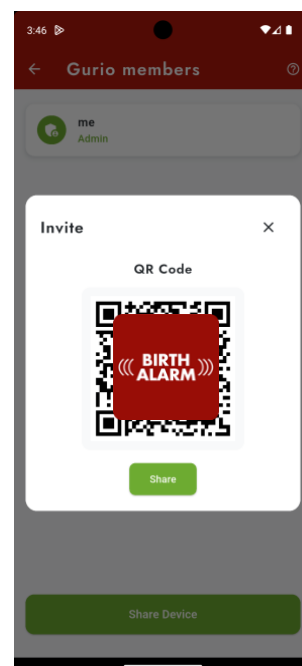 3:46
Gurio members
me
Admin
Invite
QR Code
BIRTH
ALARM
Share
Share Device